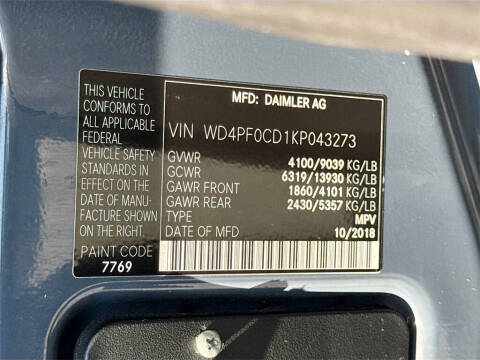 THIS VEHICLE
CONFORMS TO
ALL APPLICABLE
FEDERAL
VEHICLE SAFETY
STANDARDS IN
EFFECT ON THE
DATE OF MANU-
FACTURE SHOWN
ON THE RIGHT.
PAINT CODE
7769
MFD: DAIMLER AG
VIN WD4PF0CD1KP043273
GVWR 4100/9039 KG/LB
GCWR 6319/13930 KG/LB
GAWR FRONT 1860/4101 KG/LB
GAWR REAR 2430/5357 KG/LB
TYPE MPV
DATE OF MFD 10/2018